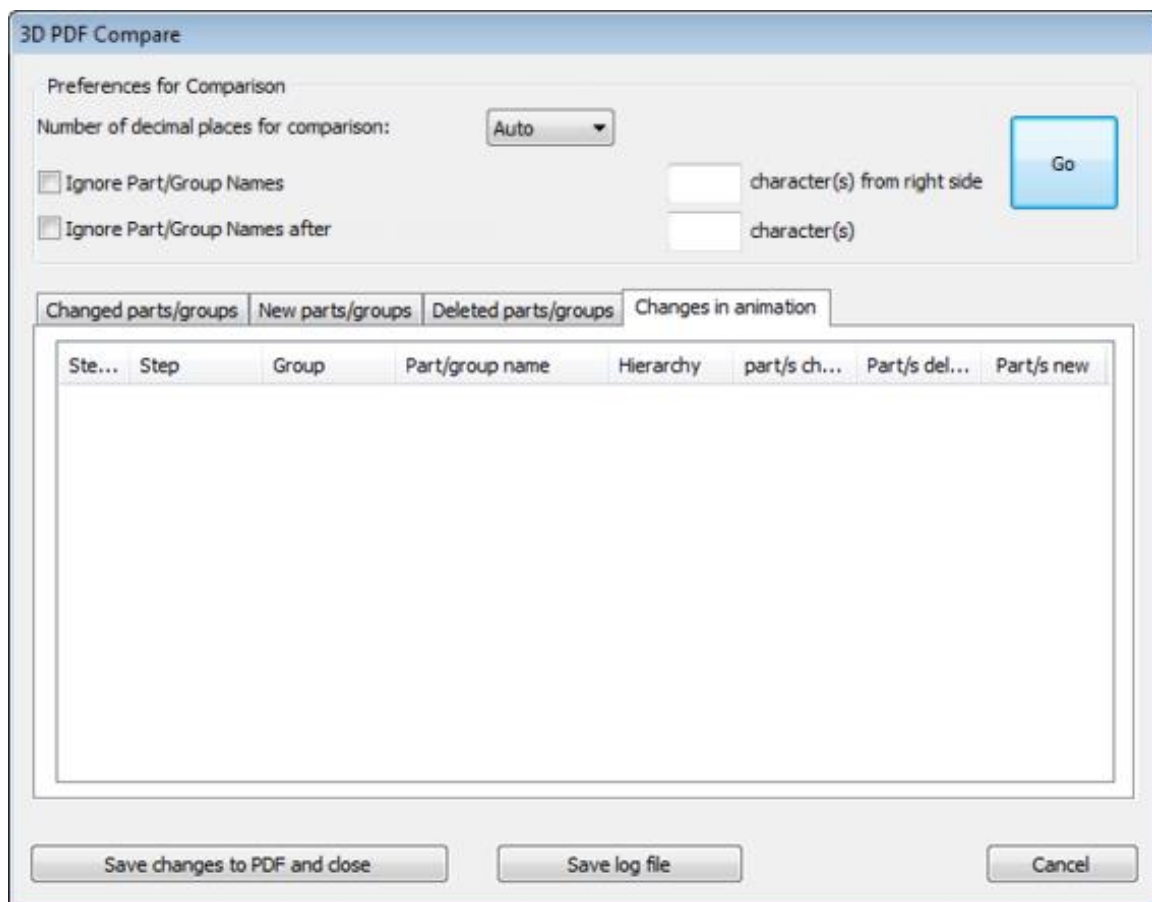 3D PDF Compare
Preferences for Comparison
Number of decimal places for comparison: Auto
Go
Ignore Part/Group Names character(s) from right side
Ignore Part/Group Names after character(s)
Changed parts/groups New parts/groups Deleted parts/groups Changes in animation
Ste... Step Group Part/group name Hierarchy part/s ch... Part/s del... Part/s new
Save changes to PDF and close Save log file Cancel